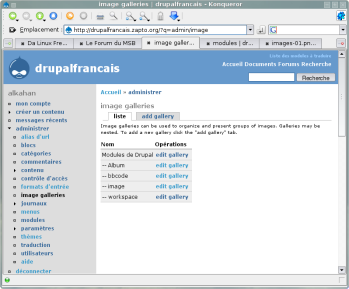 image galleries | drupalfrancais - Konqueror
Emplacement : http://drupalfrancais.zapto.org/?q=admin/image
Da Linux Fre... Le Forum du MSB image galler... modules | dr... images-01.pn...
liste des modules a traduire
drupalfrancais
Accueil Documents Forums Recherche
Recherche
alkahan
mon compte
créer un contenu
messages récents
administrer
alias d'url
blocs
catégories
commentaires
contenu
contrôle d'accès
formats d'entrée
image galleries
journaux
menus
modules
paramètres
thèmes
traduction
utilisateurs
aide
déconnecter
Accueil » administrer
image galleries
liste add gallery
Image galleries can be used to organize and present groups of images. Galleries may be
nested. To add a new gallery click the "add gallery" tab.
Nom Opérations
Modules de Drupal edit gallery
-- Album edit gallery
-- bbcode edit gallery
-- image edit gallery
-- workspace edit gallery